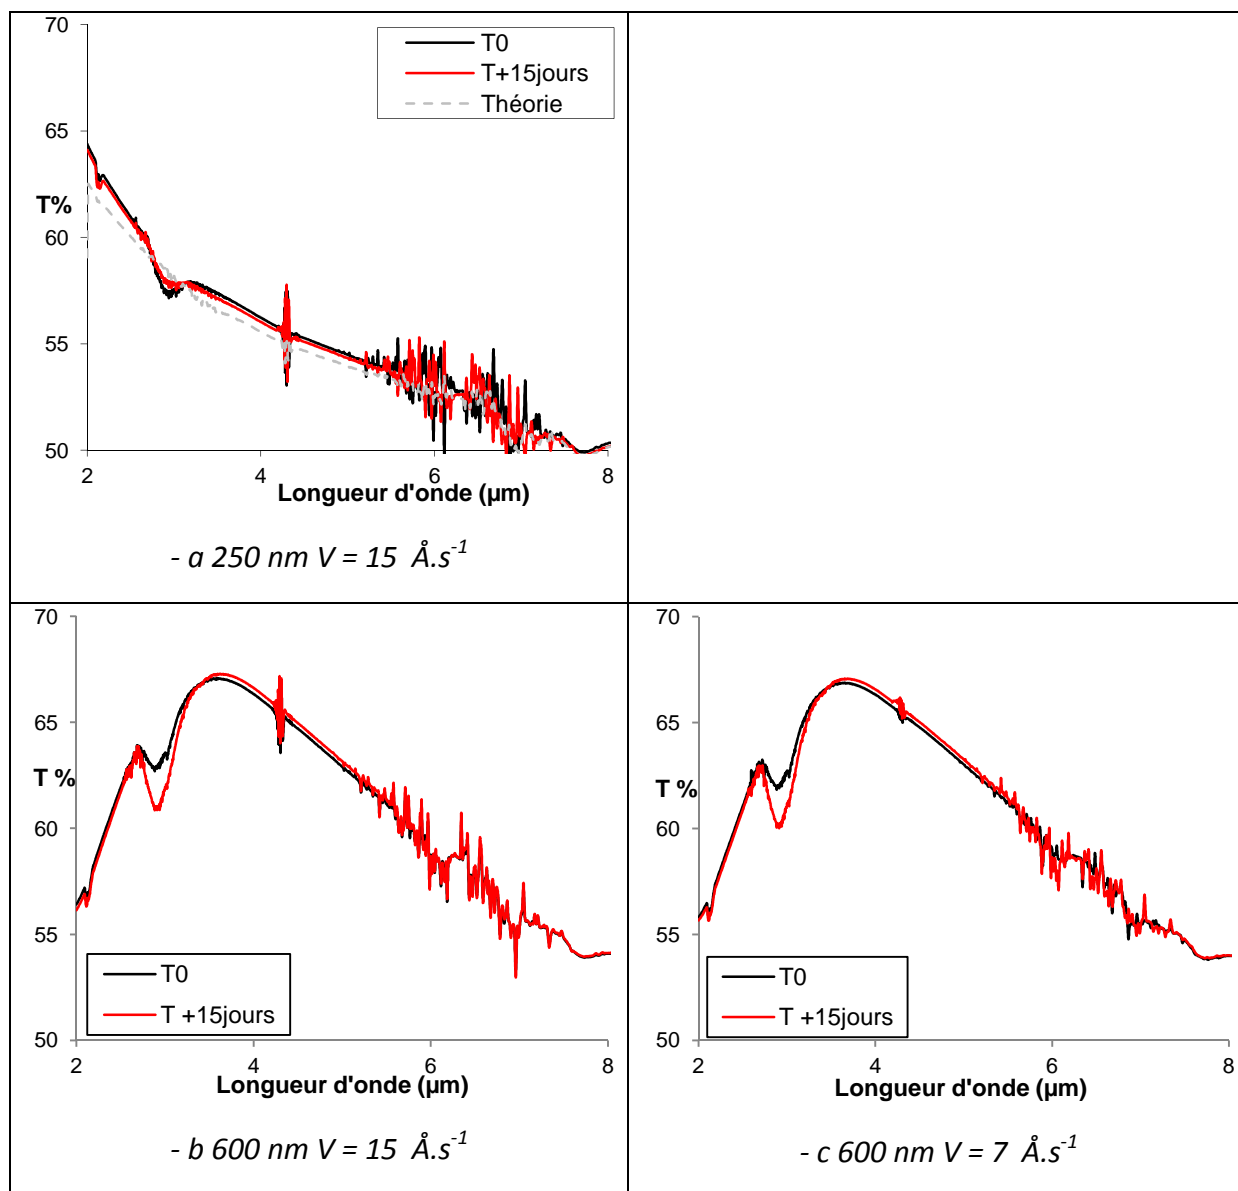 70
65
T%
60
55
50
2
4
6
8
Longueur d'onde (µm)
T0
T+15jours
Théorie
- a 250 nm V = 15 Å.s-1
70
65
T %
60
55
50
2
4
6
8
Longueur d'onde (µm)
T0
T +15jours
- b 600 nm V = 15 Å.s-1
70
65
T %
60
55
50
2
4
6
8
Longueur d'onde (µm)
T0
T +15jours
- c 600 nm V = 7 Å.s-1